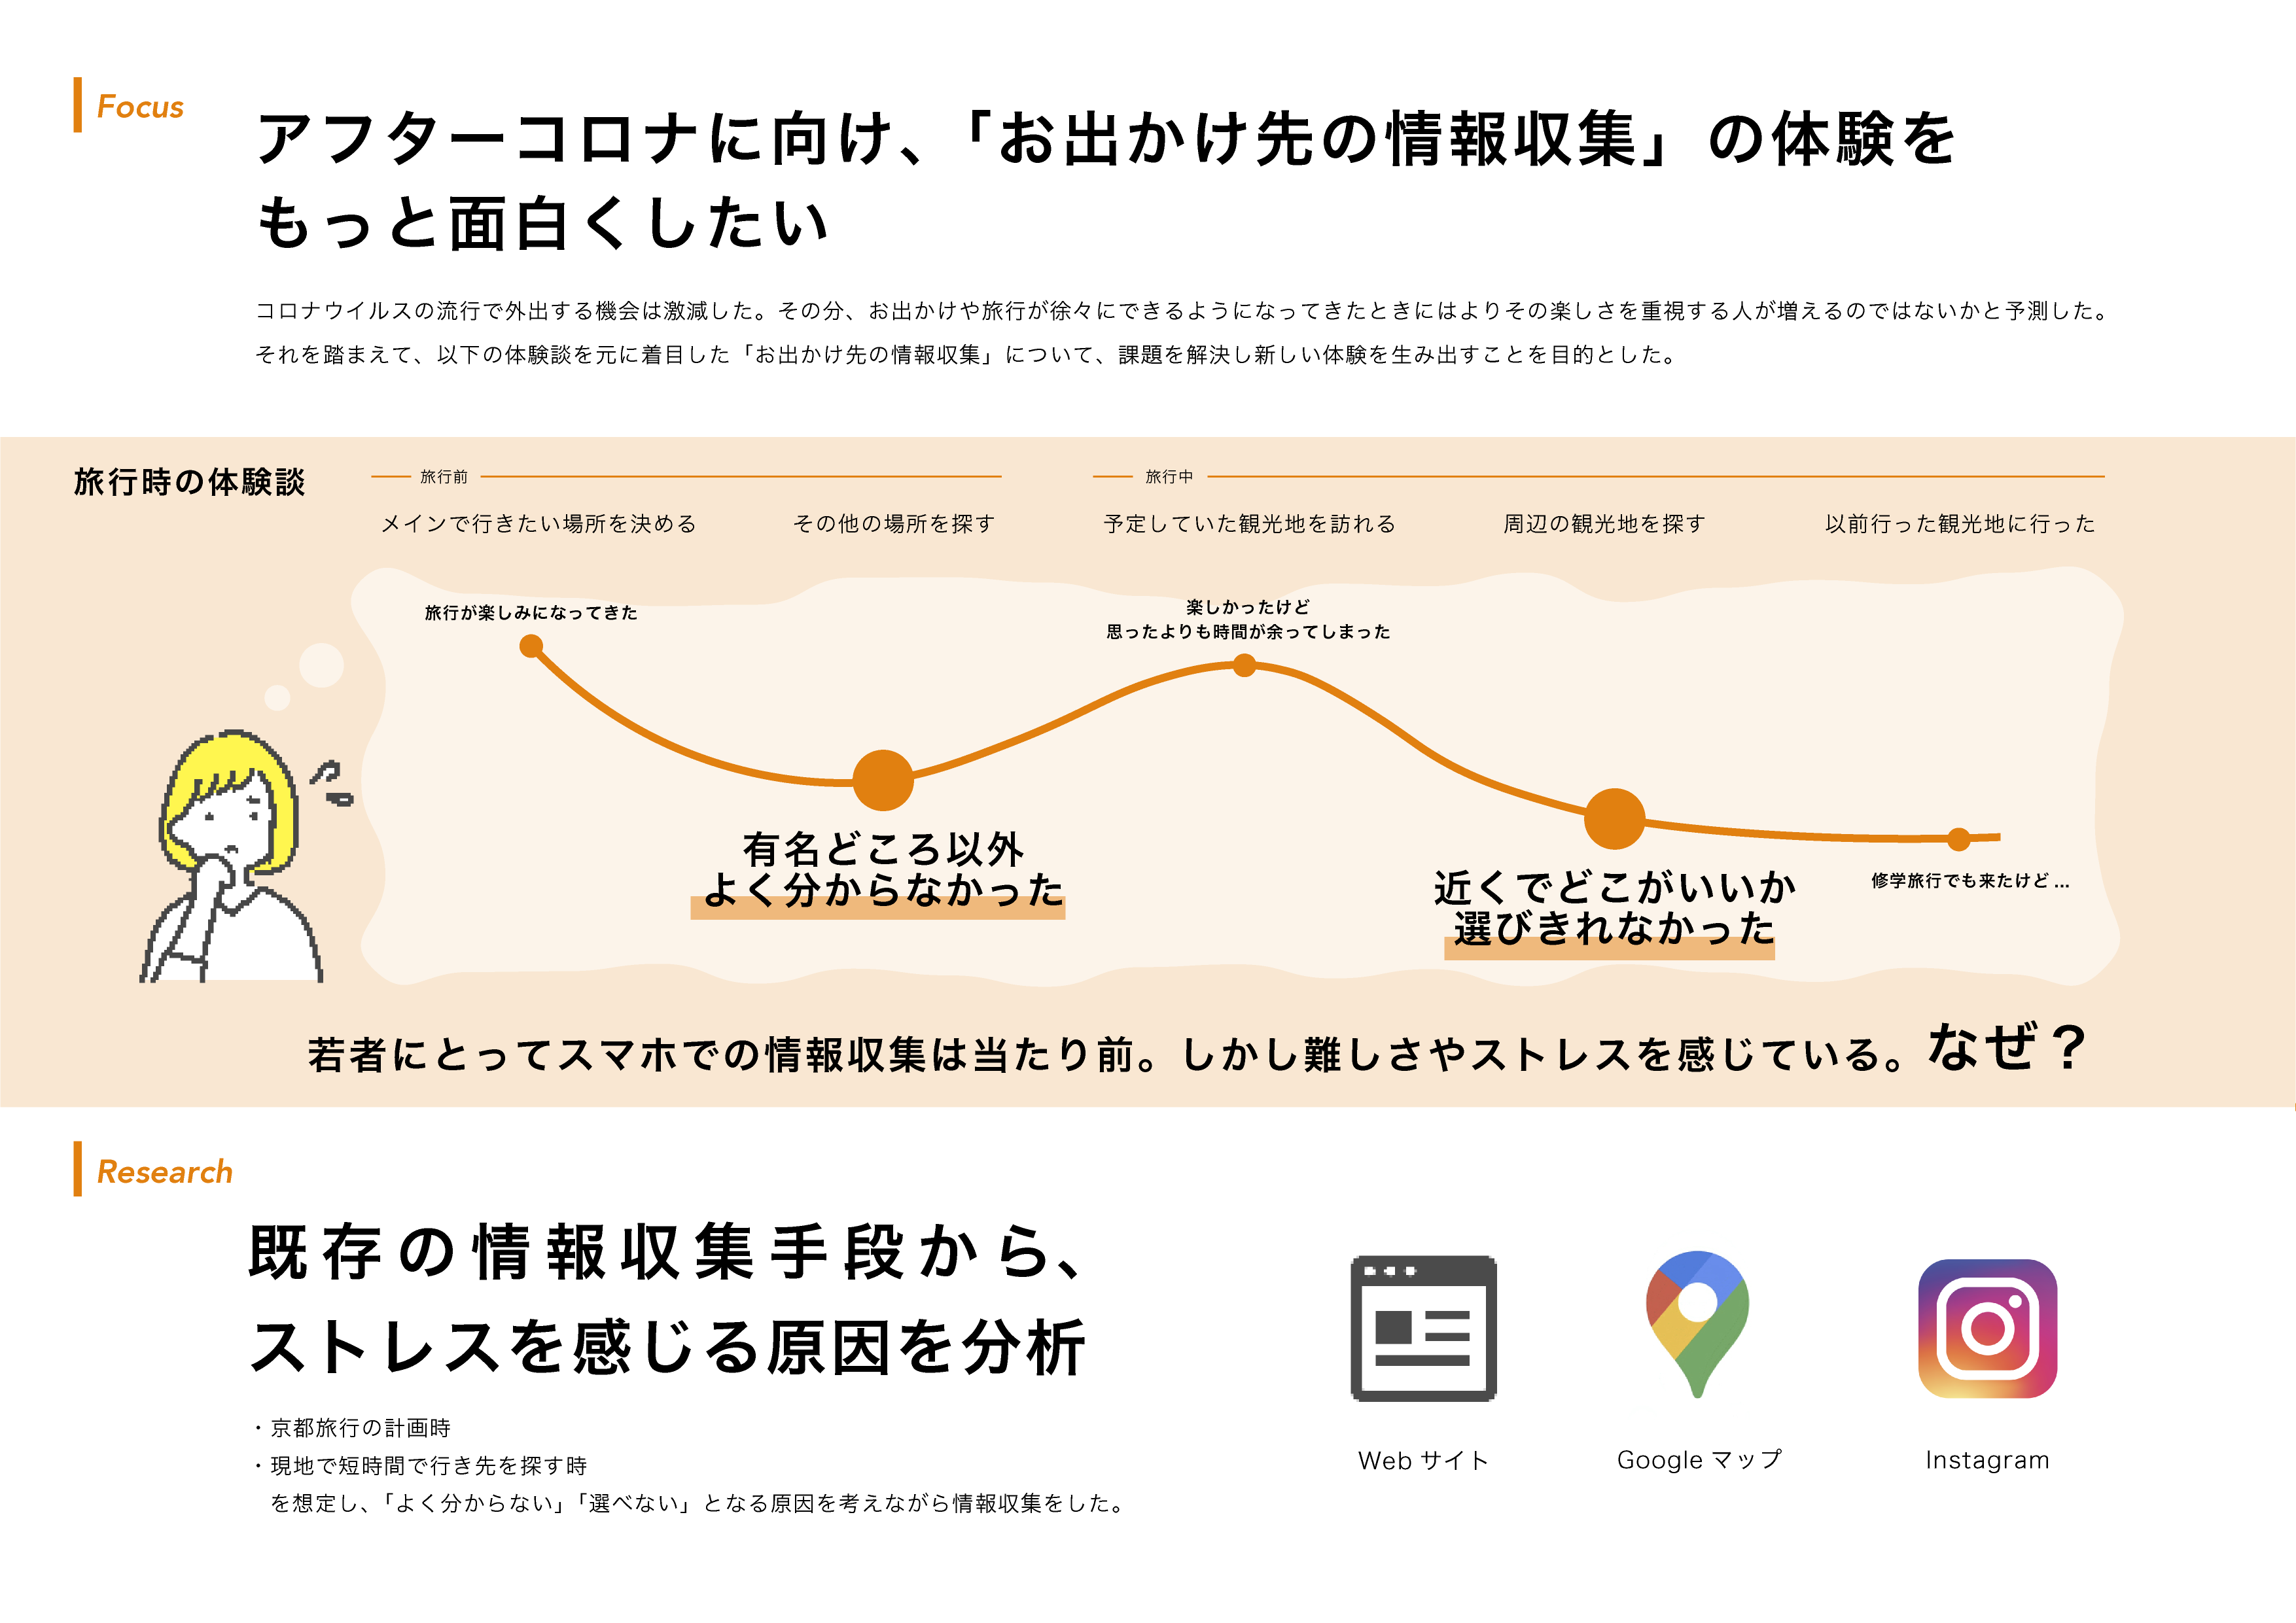 Focus
アフターコロナに向け、「お出かけ先の情報収集」の体験を
もっと面白くしたい
コロナウイルスの流行で外出する機会は激減した。その分、お出かけや旅行が徐々にできるようになってきたときにはよりその楽しさを重視する人が増えるのではないかと予測した。
それを踏まえて、以下の体験談を元に着目した「お出かけ先の情報収集」について、課題を解決し新しい体験を生み出すことを目的とした。
旅行時の体験談
旅行前
旅行中
メインで行きたい場所を決める
その他の場所を探す
予定していた観光地を訪れる
周辺の観光地を探す
以前行った観光地に行った
旅行が楽しみになってきた
楽しかったけど
思ったよりも時間が余ってしまった
有名どころ以外
よく分からなかった
近くでどこがいいか
選びきれなかった
修学旅行でも来たけど...
若者にとってスマホでの情報収集は当たり前。しかし難しさやストレスを感じている。なぜ？
Research
既存の情報収集手段から、
ストレスを感じる原因を分析
・京都旅行の計画時
・現地で短時間で行き先を探す時
を想定し、「よく分からない」「選べない」となる原因を考えながら情報収集をした。
Web サイト
Google マップ
Instagram